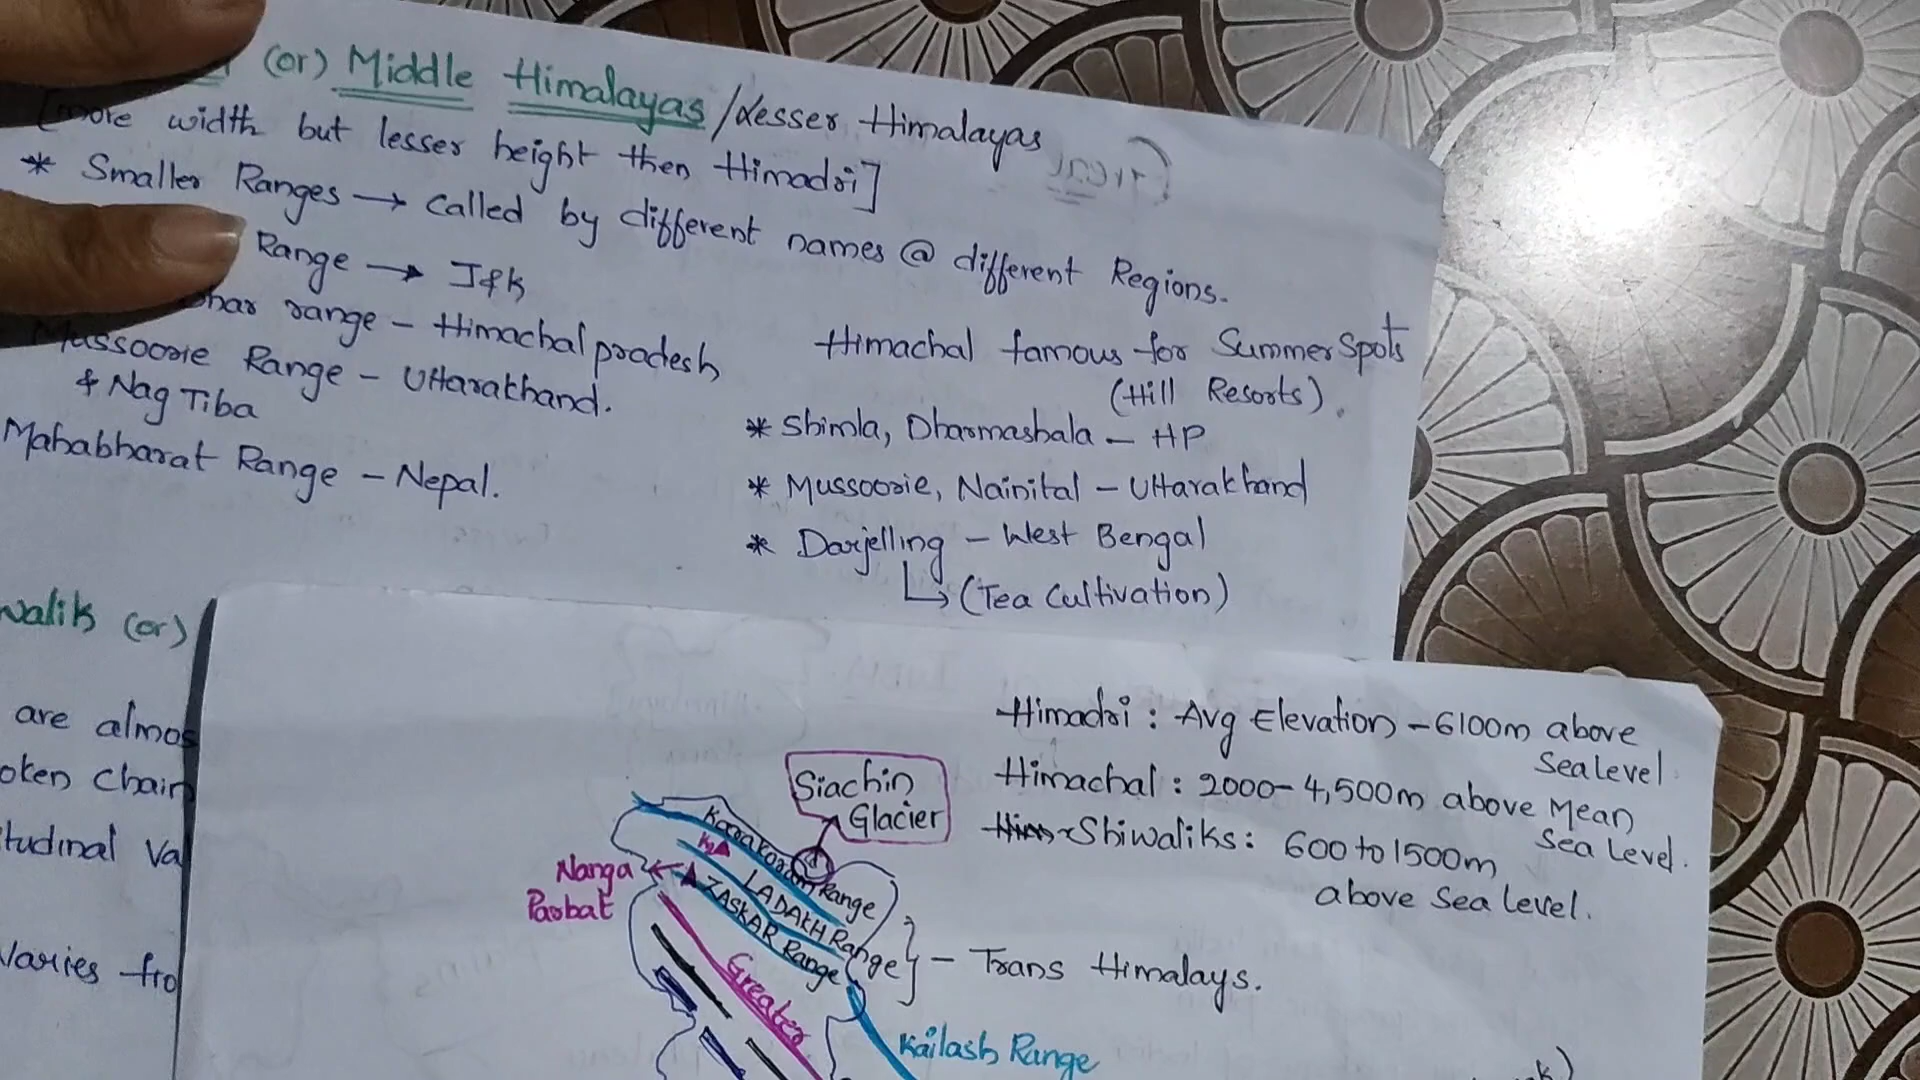 (or) Middle Himalayas /Lesser Himalayas
[more width but lesser height then Himadri]
* Smaller Ranges → called by different names @ different Regions.
Range → J&K
har range - Himachal pradesh
Mussoorie Range - Uttarakhand.
& Nag Tiba
Mahabharat Range - Nepal.
Himachal famous for Summer Spots
(Hill Resorts).
* Shimla, Dharmashala - HP
* Mussoorie, Nainital - Uttarakhand
* Darjelling - West Bengal
↳ (Tea Cultivation)
walik (or)
are almos
oken Chain
tudinal Va
Varies fro
Himadri : Avg Elevation - 6100m above
Sea level
Himachal : 2000-4,500m above Mean
Sea Level.
Shiwaliks: 600 to 1500m
above Sea level.
Siachin
Glacier
Karakoram Range
K2
Nanga
Parbat
LADAKH Range
ZASKAR Range
- Trans Himalays.
Greater
Kailash Range
k)